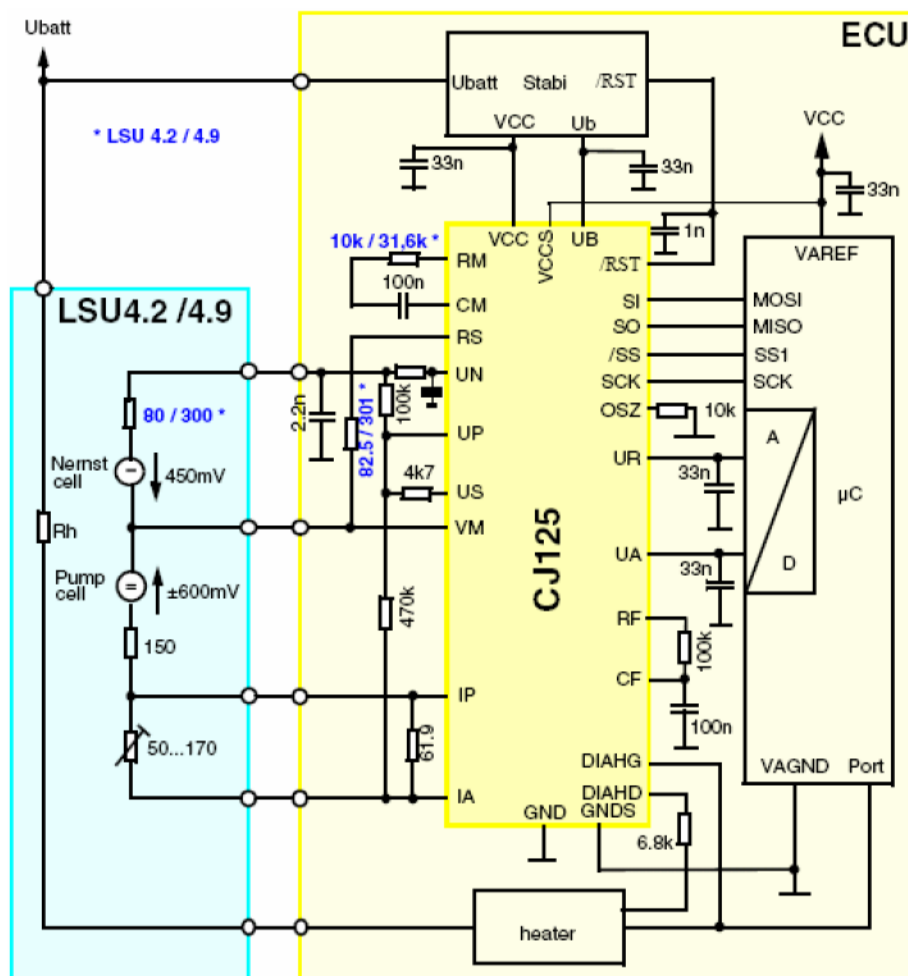 Ubatt
ECU
Ubatt Stabi /RST
VCC Ub
* LSU 4.2 / 4.9
VCC
33n
33n
33n
1n
10k / 31,6k *
VCC VCCS UB
VAREF
RM
/RST
100n
CM
SI
MOSI
LSU4.2 /4.9
RS
SO
MISO
/SS
SS1
UN
SCK
SCK
80 / 300 *
2.2n
82.5 / 301 *
100k
OSZ
10k
UP
A
Nernst
cell
450mV
4k7
US
UR
33n
µC
Rh
VM
CJ125
UA
D
Pump
cell
±600mV
33n
470k
RF
150
100k
CF
IP
100n
50...170
61.9
DIAHG
VAGND Port
IA
DIAHD
GND
GNDS
6.8k
heater